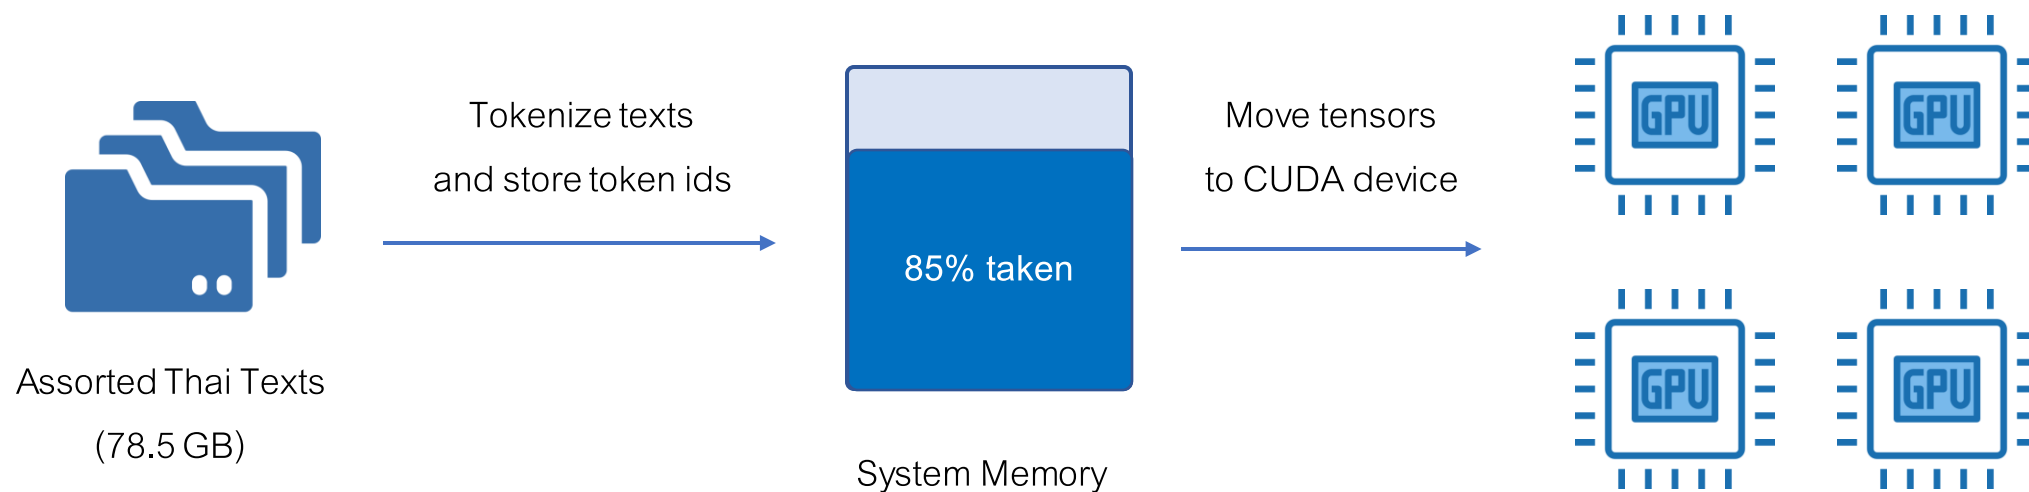 Assorted Thai Texts
(78.5 GB)
Tokenize texts
and store token ids
85% taken
System Memory
Move tensors
to CUDA device
GPU
GPU
GPU
GPU